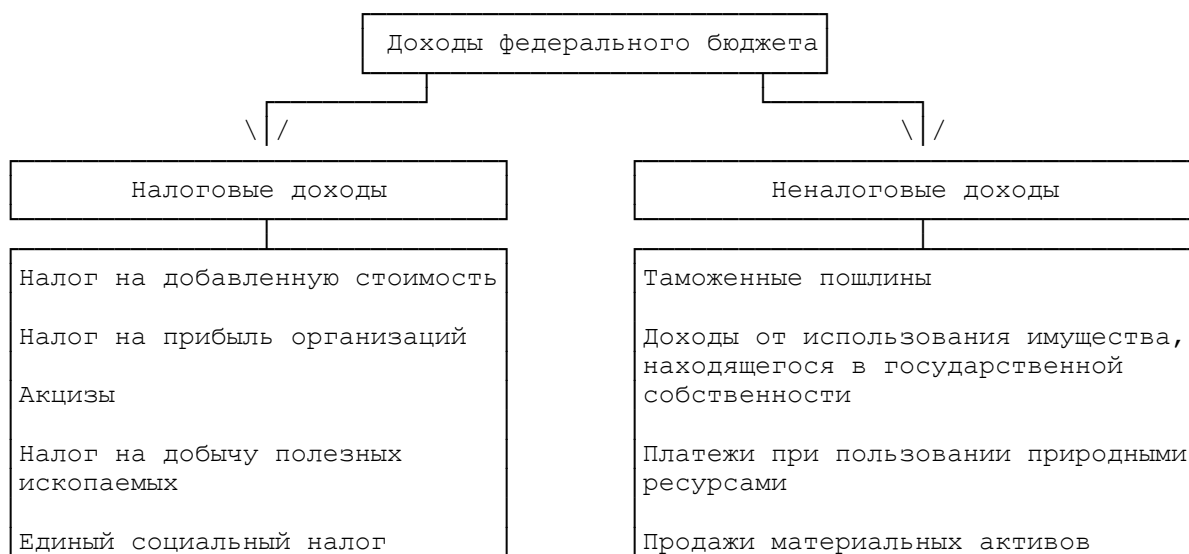 Доходы федерального бюджета
Налоговые доходы
Налог на добавленную стоимость
Налог на прибыль организаций
Акцизы
Налог на добычу полезных
ископаемых
Единый социальный налог
Неналоговые доходы
Таможенные пошлины
Доходы от использования имущества,
находящегося в государственной
собственности
Платежи при пользовании природными
ресурсами
Продажи материальных активов